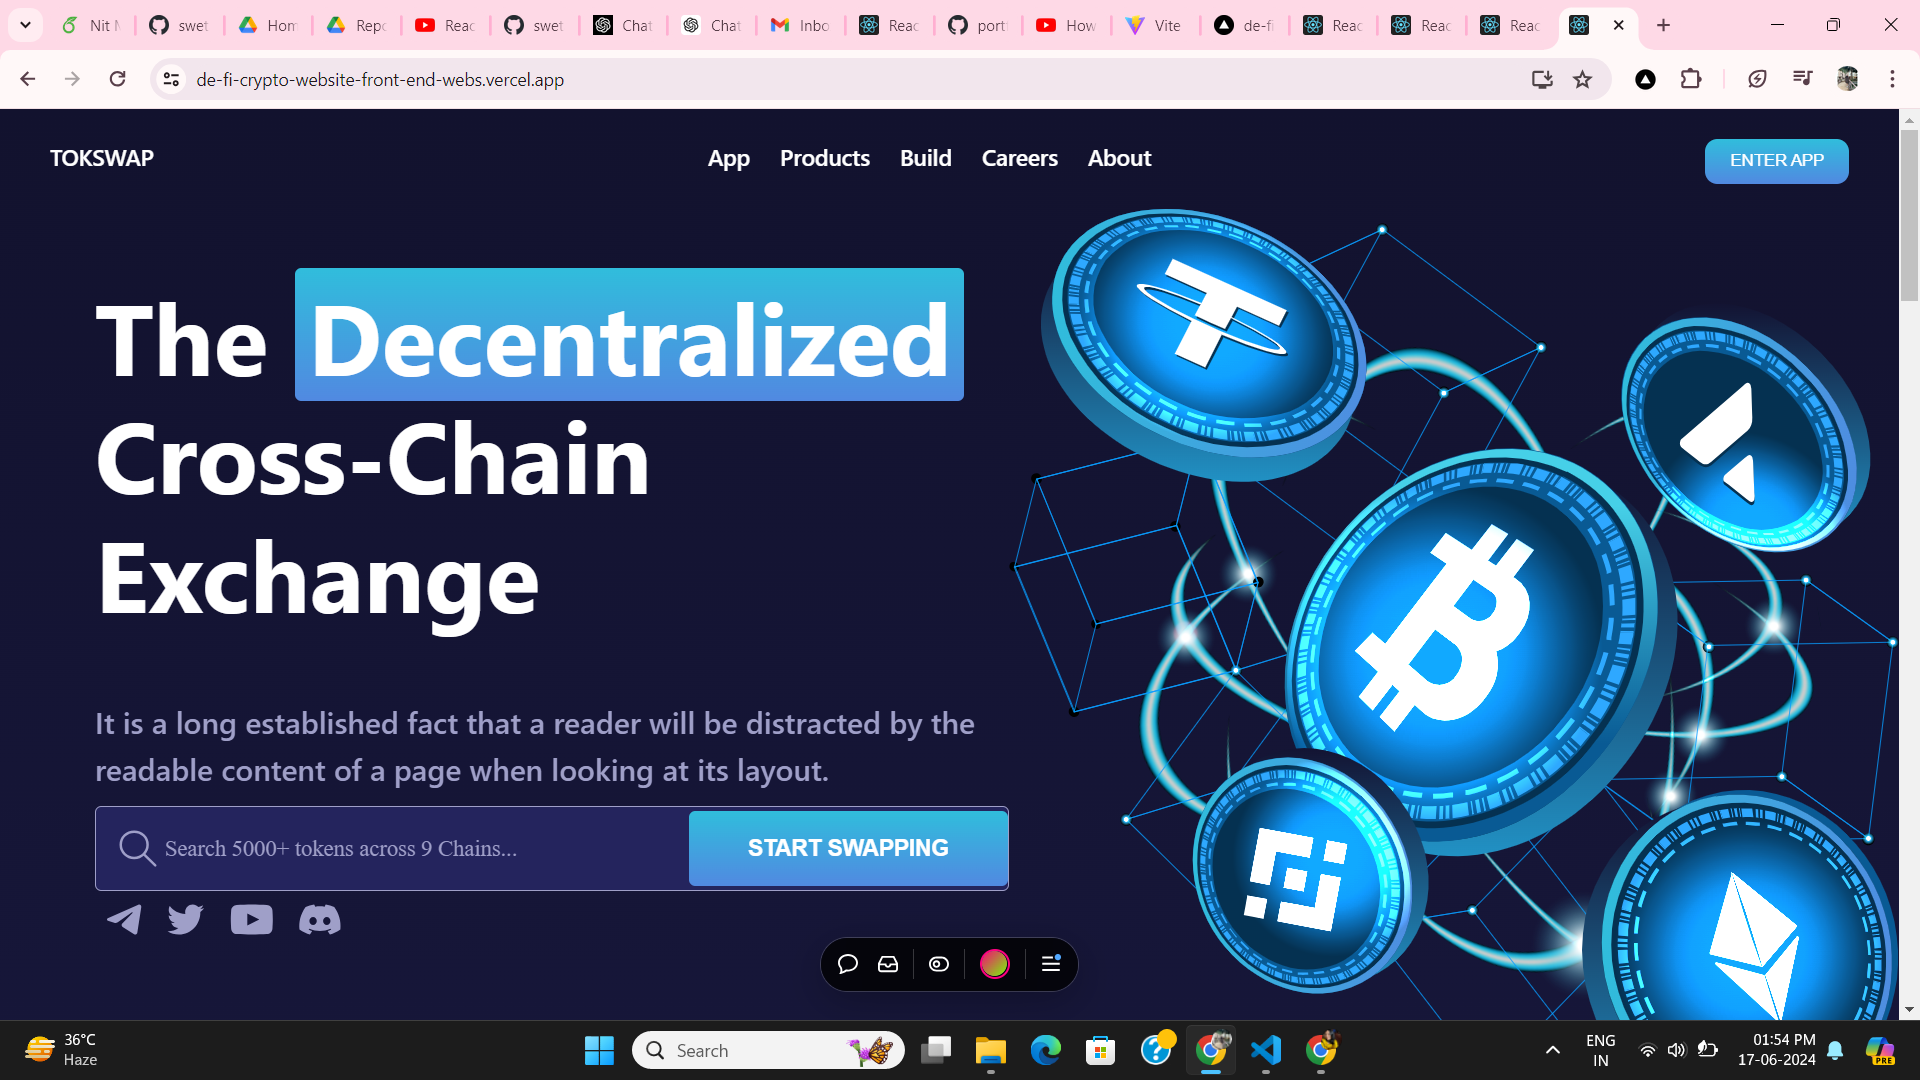 Nit M
swet
Hom
Repo
Reac
swet
Chat
Chat
Inbo
Reac
portf
How
Vite
de-fi
Reac
Reac
Reac
de-fi-crypto-website-front-end-webs.vercel.app
TOKSWAP
App
Products
Build
Careers
About
ENTER APP
The Decentralized
Cross-Chain
Exchange
It is a long established fact that a reader will be distracted by the
readable content of a page when looking at its layout.
Search 5000+ tokens across 9 Chains...
START SWAPPING
36°C
Haze
Search
ENG
IN
01:54 PM
17-06-2024
PRE